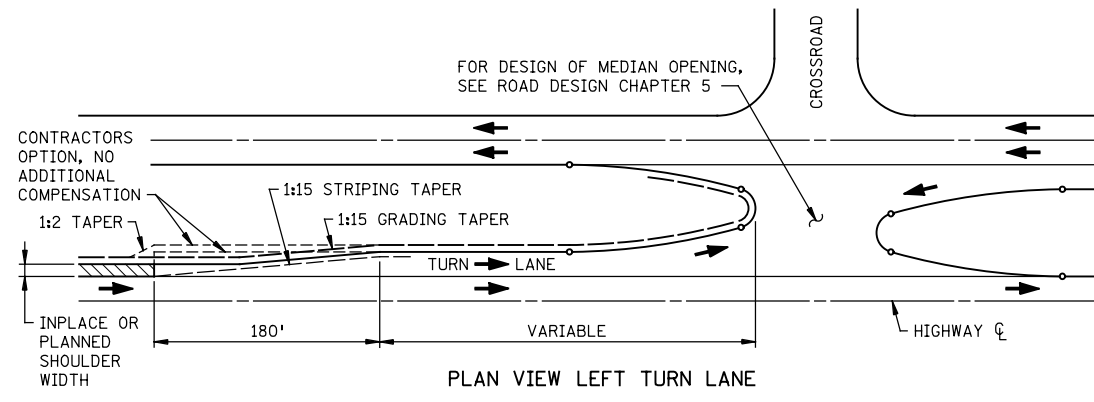 FOR DESIGN OF MEDIAN OPENING,
SEE ROAD DESIGN CHAPTER 5
CROSSROAD
CONTRACTORS
OPTION, NO
ADDITIONAL
COMPENSATION
1:15 STRIPING TAPER
1:2 TAPER
1:15 GRADING TAPER
TURN LANE
INPLACE OR
PLANNED
SHOULDER
WIDTH
180'
VARIABLE
HIGHWAY ℄
PLAN VIEW LEFT TURN LANE